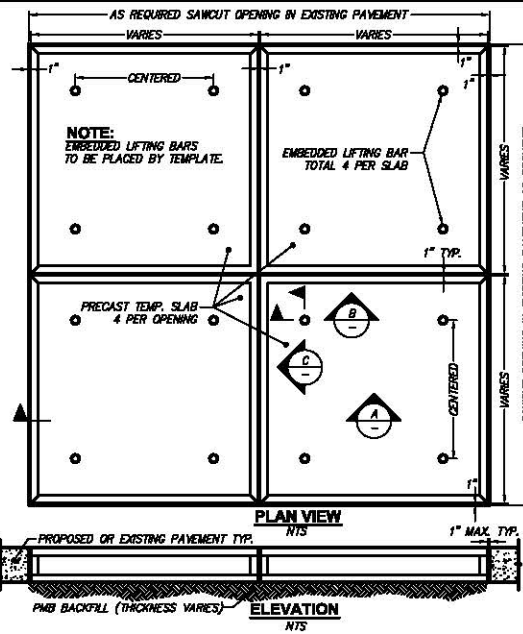 AS REQUIRED SAWCUT OPENING IN EXISTING PAVEMENT
VARIES
VARIES
1"
CENTERED
1"
1"
1"
NOTE:
EMBEDDED LIFTING BARS
TO BE PLACED BY TEMPLATE.
EMBEDDED LIFTING BAR
TOTAL 4 PER SLAB
VARIES
1" TYP.
PRECAST TEMP. SLAB
4 PER OPENING
B
–
C
–
A
–
CENTERED
VARIES
1"
PLAN VIEW
NTS
1" MAX. TYP.
PROPOSED OR EXISTING PAVEMENT TYP.
PMB BACKFILL (THICKNESS VARIES)
ELEVATION
NTS